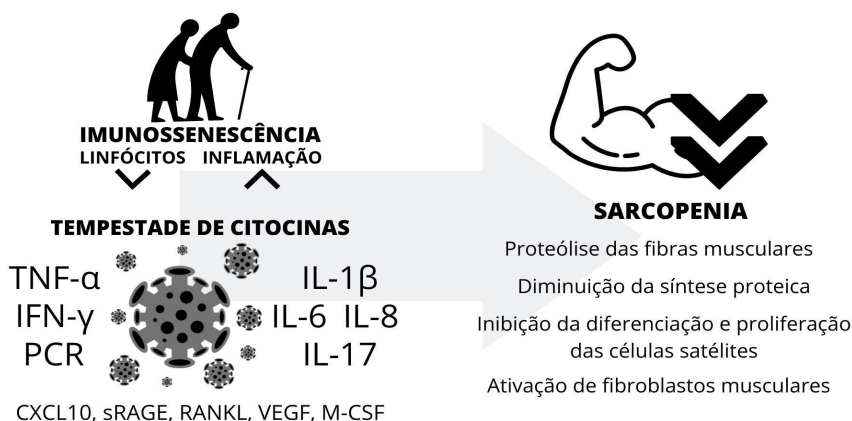 IMUNOSSENESCÊNCIA
LINFÓCITOS INFLAMAÇÃO
TEMPESTADE DE CITOCINAS
TNF-α IL-1β
IFN-γ IL-6 IL-8
PCR IL-17
CXCL10, sRAGE, RANKL, VEGF, M-CSF
SARCOPENIA
Proteólise das fibras musculares
Diminuição da síntese proteica
Inibição da diferenciação e proliferação
das células satélites
Ativação de fibroblastos musculares